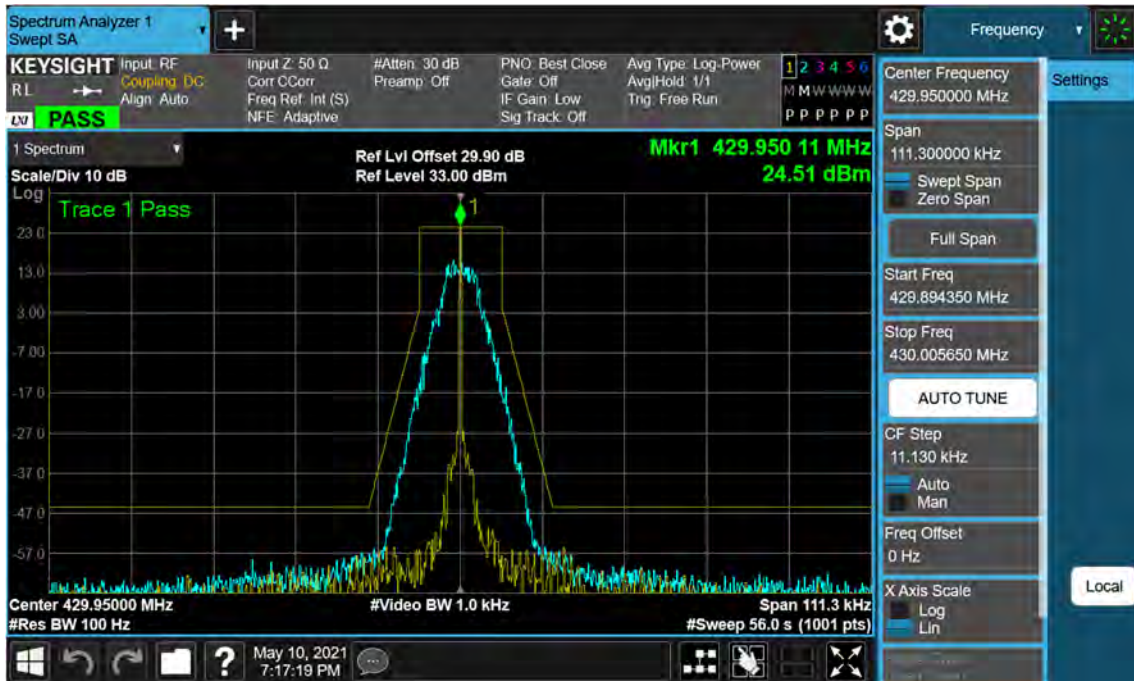 Spectrum Analyzer 1
Swept SA
+
Frequency
KEYSIGHT
RL
LXI
PASS
Input: RF
Coupling: DC
Align: Auto
Input Z: 50 Ω
Corr CCorr
Freq Ref: Int (S)
NFE: Adaptive
#Atten: 30 dB
Preamp: Off
PNO: Best Close
Gate: Off
IF Gain: Low
Sig Track: Off
Avg Type: Log-Power
Avg|Hold: 1/1
Trig: Free Run
1 2 3 4 5 6
M M W W W W
P P P P P P
1 Spectrum
Scale/Div 10 dB
Ref Lvl Offset 29.90 dB
Ref Level 33.00 dBm
Mkr1 429.950 11 MHz
24.51 dBm
Log
Trace 1 Pass
1
23.0
13.0
3.00
-7.00
-17.0
-27.0
-37.0
-47.0
-57.0
Center 429.95000 MHz
#Res BW 100 Hz
#Video BW 1.0 kHz
Span 111.3 kHz
#Sweep 56.0 s (1001 pts)
Center Frequency
429.950000 MHz
Settings
Span
111.300000 kHz
Swept Span
Zero Span
Full Span
Start Freq
429.894350 MHz
Stop Freq
430.005650 MHz
AUTO TUNE
CF Step
11.130 kHz
Auto
Man
Freq Offset
0 Hz
X Axis Scale
Log
Lin
Local
?
May 10, 2021
7:17:19 PM